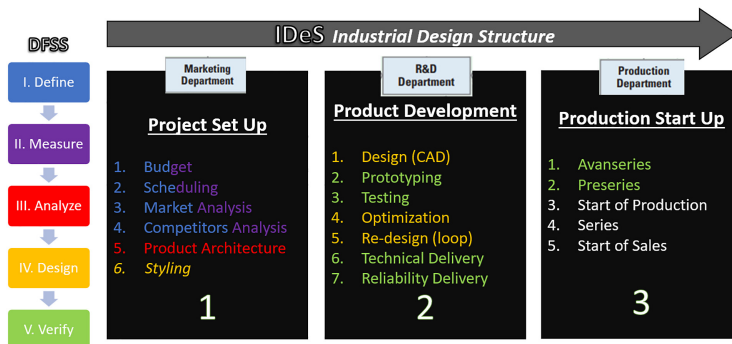 IDeS Industrial Design Structure
DFSS
I. Define
II. Measure
III. Analyze
IV. Design
V. Verify
Marketing
Department
Project Set Up
1. Budget
2. Scheduling
3. Market Analysis
4. Competitors Analysis
5. Product Architecture
6. Styling
1
R&D
Department
Product Development
1. Design (CAD)
2. Prototyping
3. Testing
4. Optimization
5. Re-design (loop)
6. Technical Delivery
7. Reliability Delivery
2
Production
Department
Production Start Up
1. Avanseries
2. Preseries
3. Start of Production
4. Series
5. Start of Sales
3